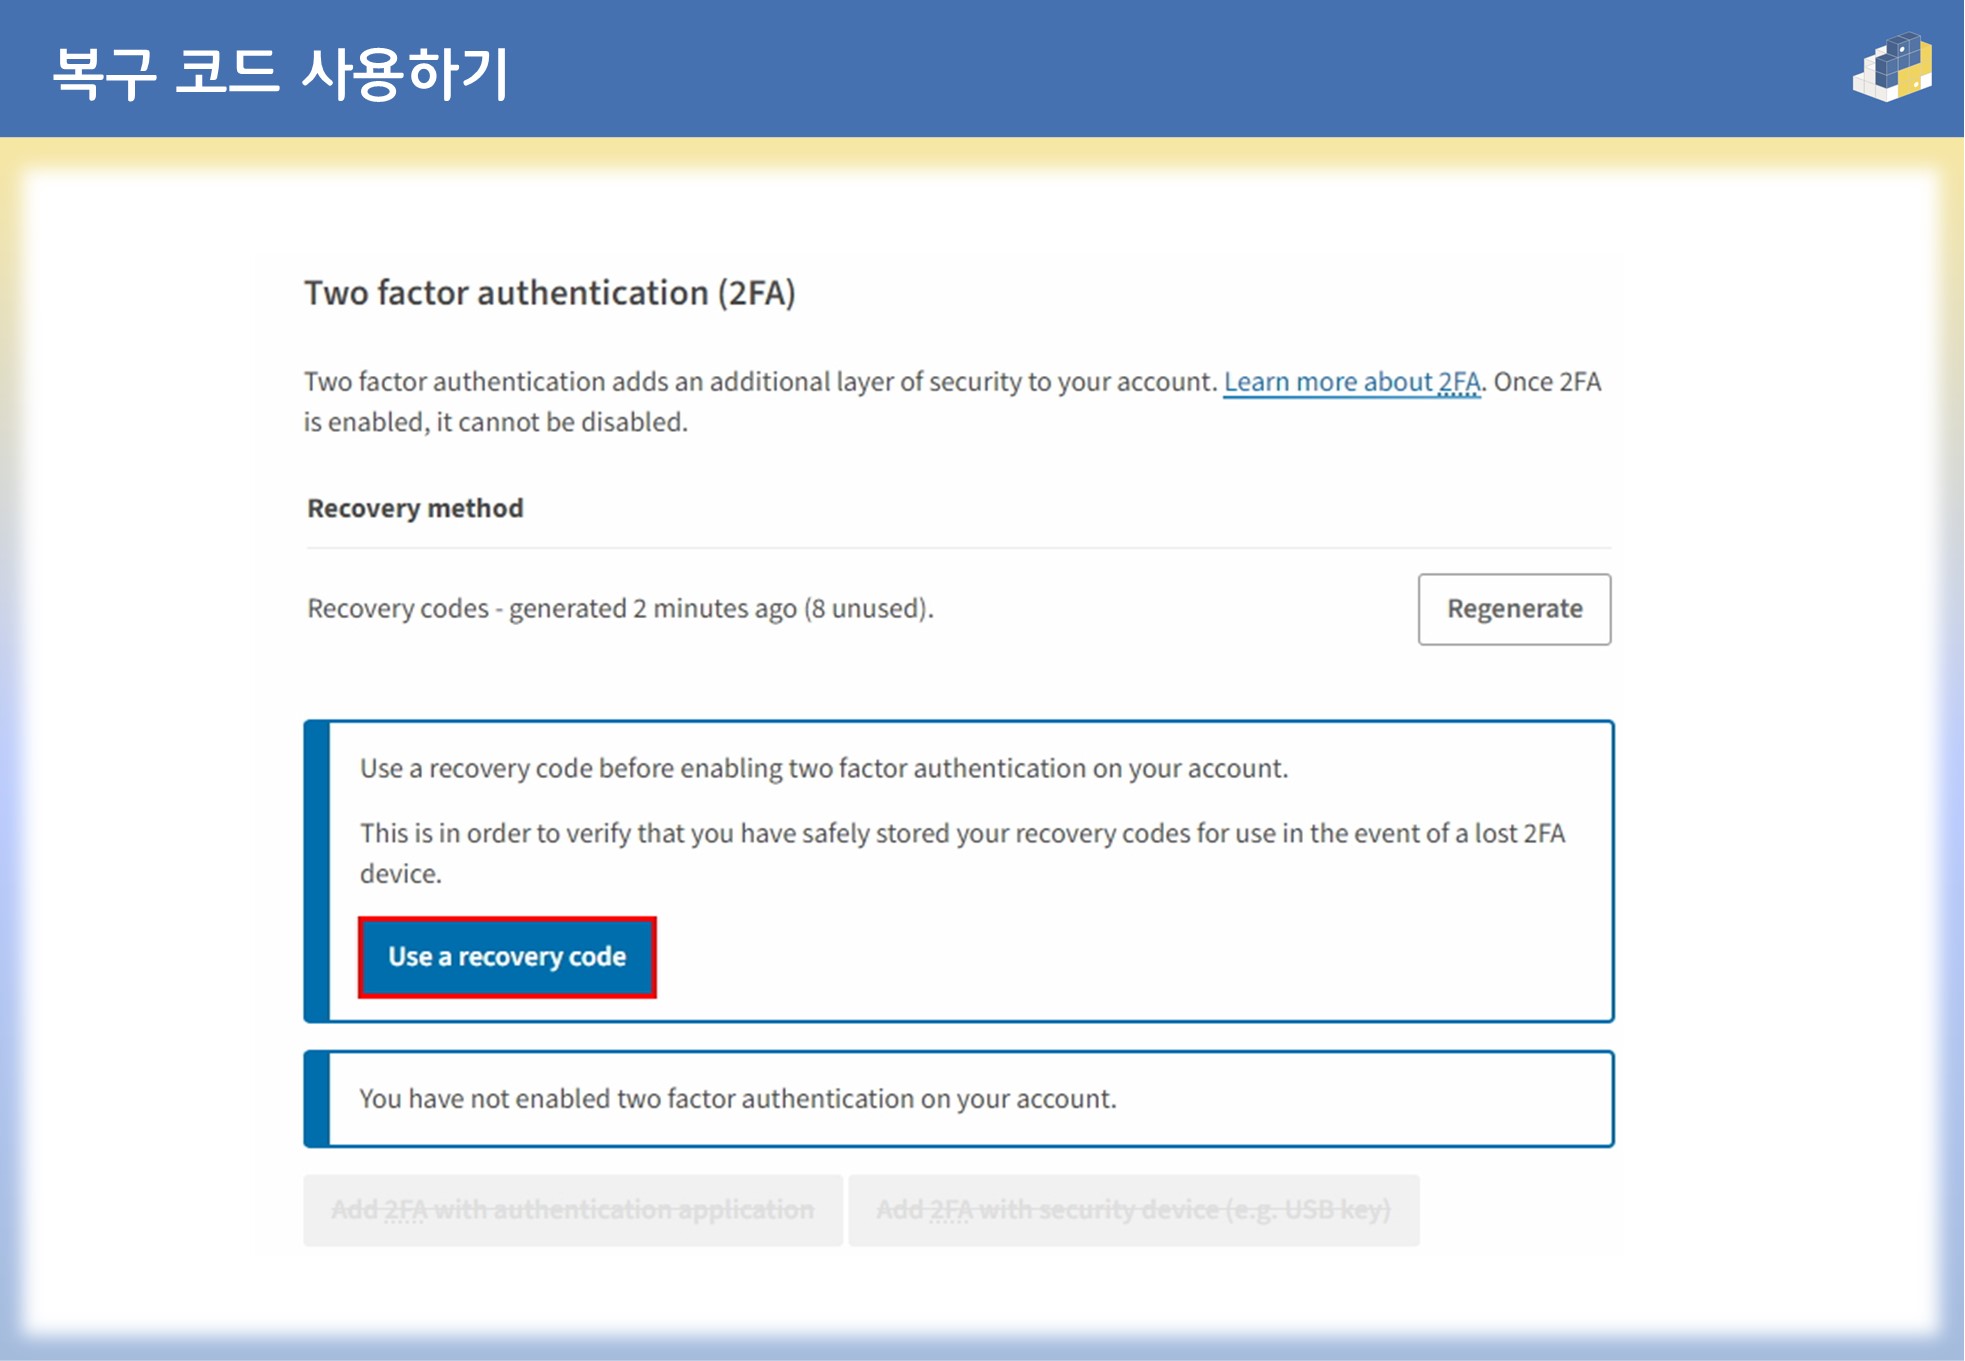 복구 코드 사용하기
Two factor authentication (2FA)
Two factor authentication adds an additional layer of security to your account. Learn more about 2FA. Once 2FA
is enabled, it cannot be disabled.
Recovery method
Recovery codes - generated 2 minutes ago (8 unused).
Regenerate
Use a recovery code before enabling two factor authentication on your account.
This is in order to verify that you have safely stored your recovery codes for use in the event of a lost 2FA
device.
Use a recovery code
You have not enabled two factor authentication on your account.
Add 2FA with authentication application
Add 2FA with security device (e.g. USB key)